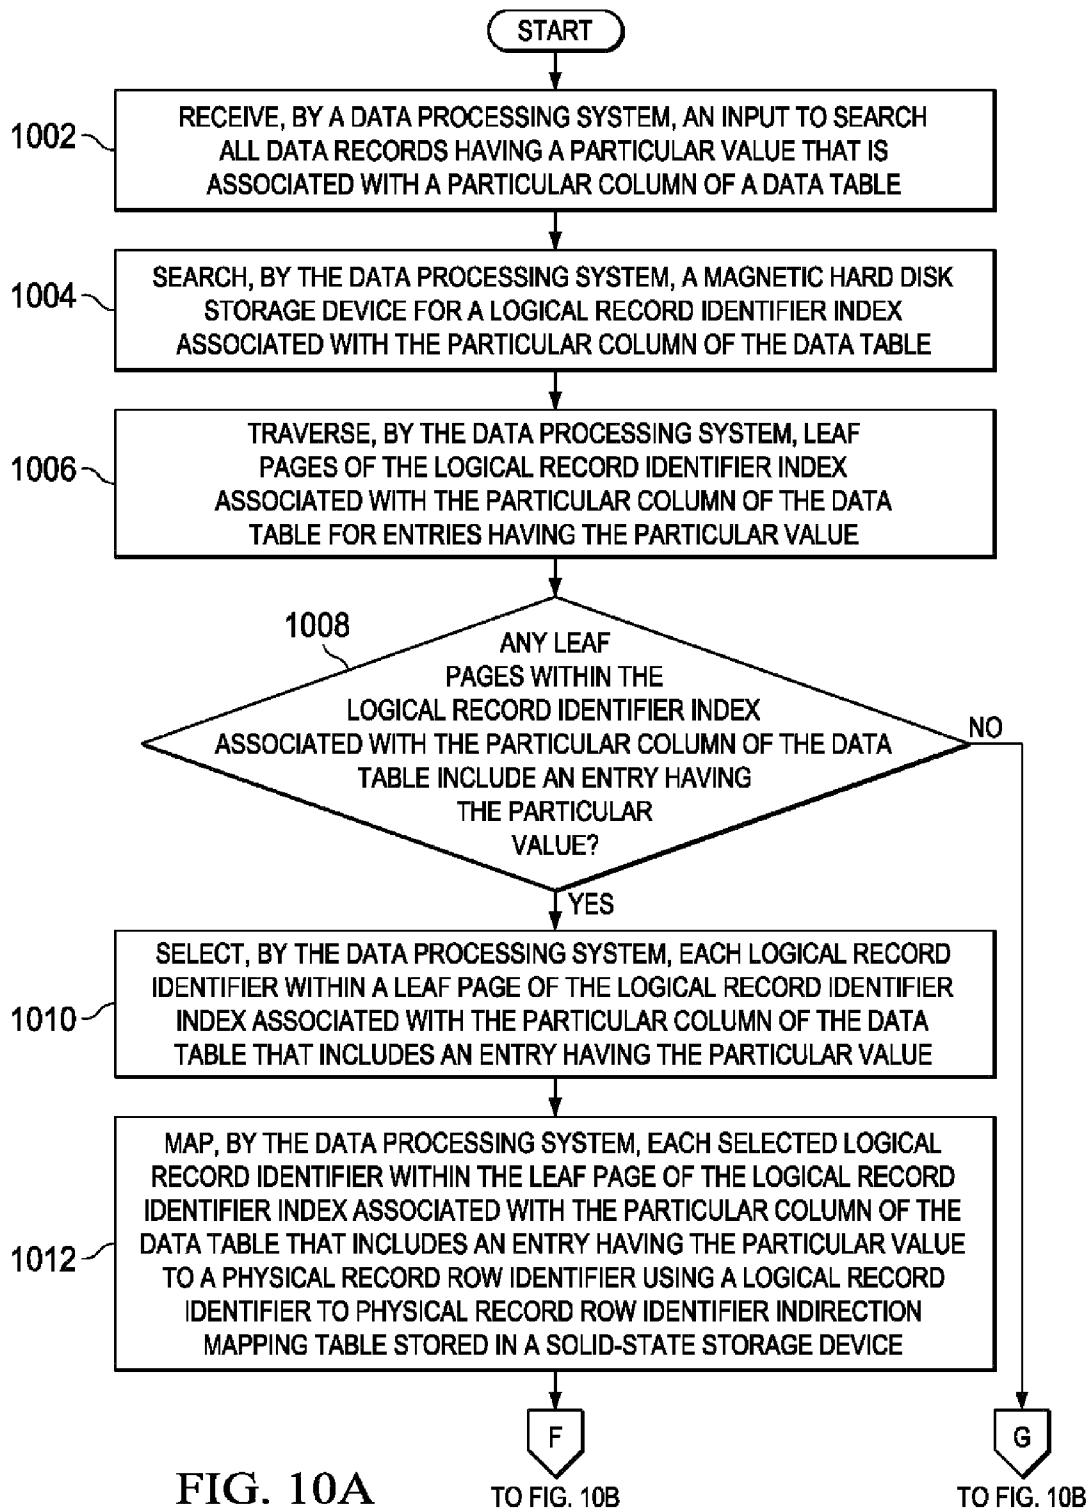 START
1002
RECEIVE, BY A DATA PROCESSING SYSTEM, AN INPUT TO SEARCH
ALL DATA RECORDS HAVING A PARTICULAR VALUE THAT IS
ASSOCIATED WITH A PARTICULAR COLUMN OF A DATA TABLE
1004
SEARCH, BY THE DATA PROCESSING SYSTEM, A MAGNETIC HARD DISK
STORAGE DEVICE FOR A LOGICAL RECORD IDENTIFIER INDEX
ASSOCIATED WITH THE PARTICULAR COLUMN OF THE DATA TABLE
1006
TRAVERSE, BY THE DATA PROCESSING SYSTEM, LEAF
PAGES OF THE LOGICAL RECORD IDENTIFIER INDEX
ASSOCIATED WITH THE PARTICULAR COLUMN OF THE DATA
TABLE FOR ENTRIES HAVING THE PARTICULAR VALUE
1008
ANY LEAF
PAGES WITHIN THE
LOGICAL RECORD IDENTIFIER INDEX
ASSOCIATED WITH THE PARTICULAR COLUMN OF THE DATA
TABLE INCLUDE AN ENTRY HAVING
THE PARTICULAR
VALUE?
NO
YES
1010
SELECT, BY THE DATA PROCESSING SYSTEM, EACH LOGICAL RECORD
IDENTIFIER WITHIN A LEAF PAGE OF THE LOGICAL RECORD IDENTIFIER
INDEX ASSOCIATED WITH THE PARTICULAR COLUMN OF THE DATA
TABLE THAT INCLUDES AN ENTRY HAVING THE PARTICULAR VALUE
1012
MAP, BY THE DATA PROCESSING SYSTEM, EACH SELECTED LOGICAL
RECORD IDENTIFIER WITHIN THE LEAF PAGE OF THE LOGICAL RECORD
IDENTIFIER INDEX ASSOCIATED WITH THE PARTICULAR COLUMN OF THE
DATA TABLE THAT INCLUDES AN ENTRY HAVING THE PARTICULAR VALUE
TO A PHYSICAL RECORD ROW IDENTIFIER USING A LOGICAL RECORD
IDENTIFIER TO PHYSICAL RECORD ROW IDENTIFIER INDIRECTION
MAPPING TABLE STORED IN A SOLID-STATE STORAGE DEVICE
F
G
FIG. 10A
TO FIG. 10B
TO FIG. 10B